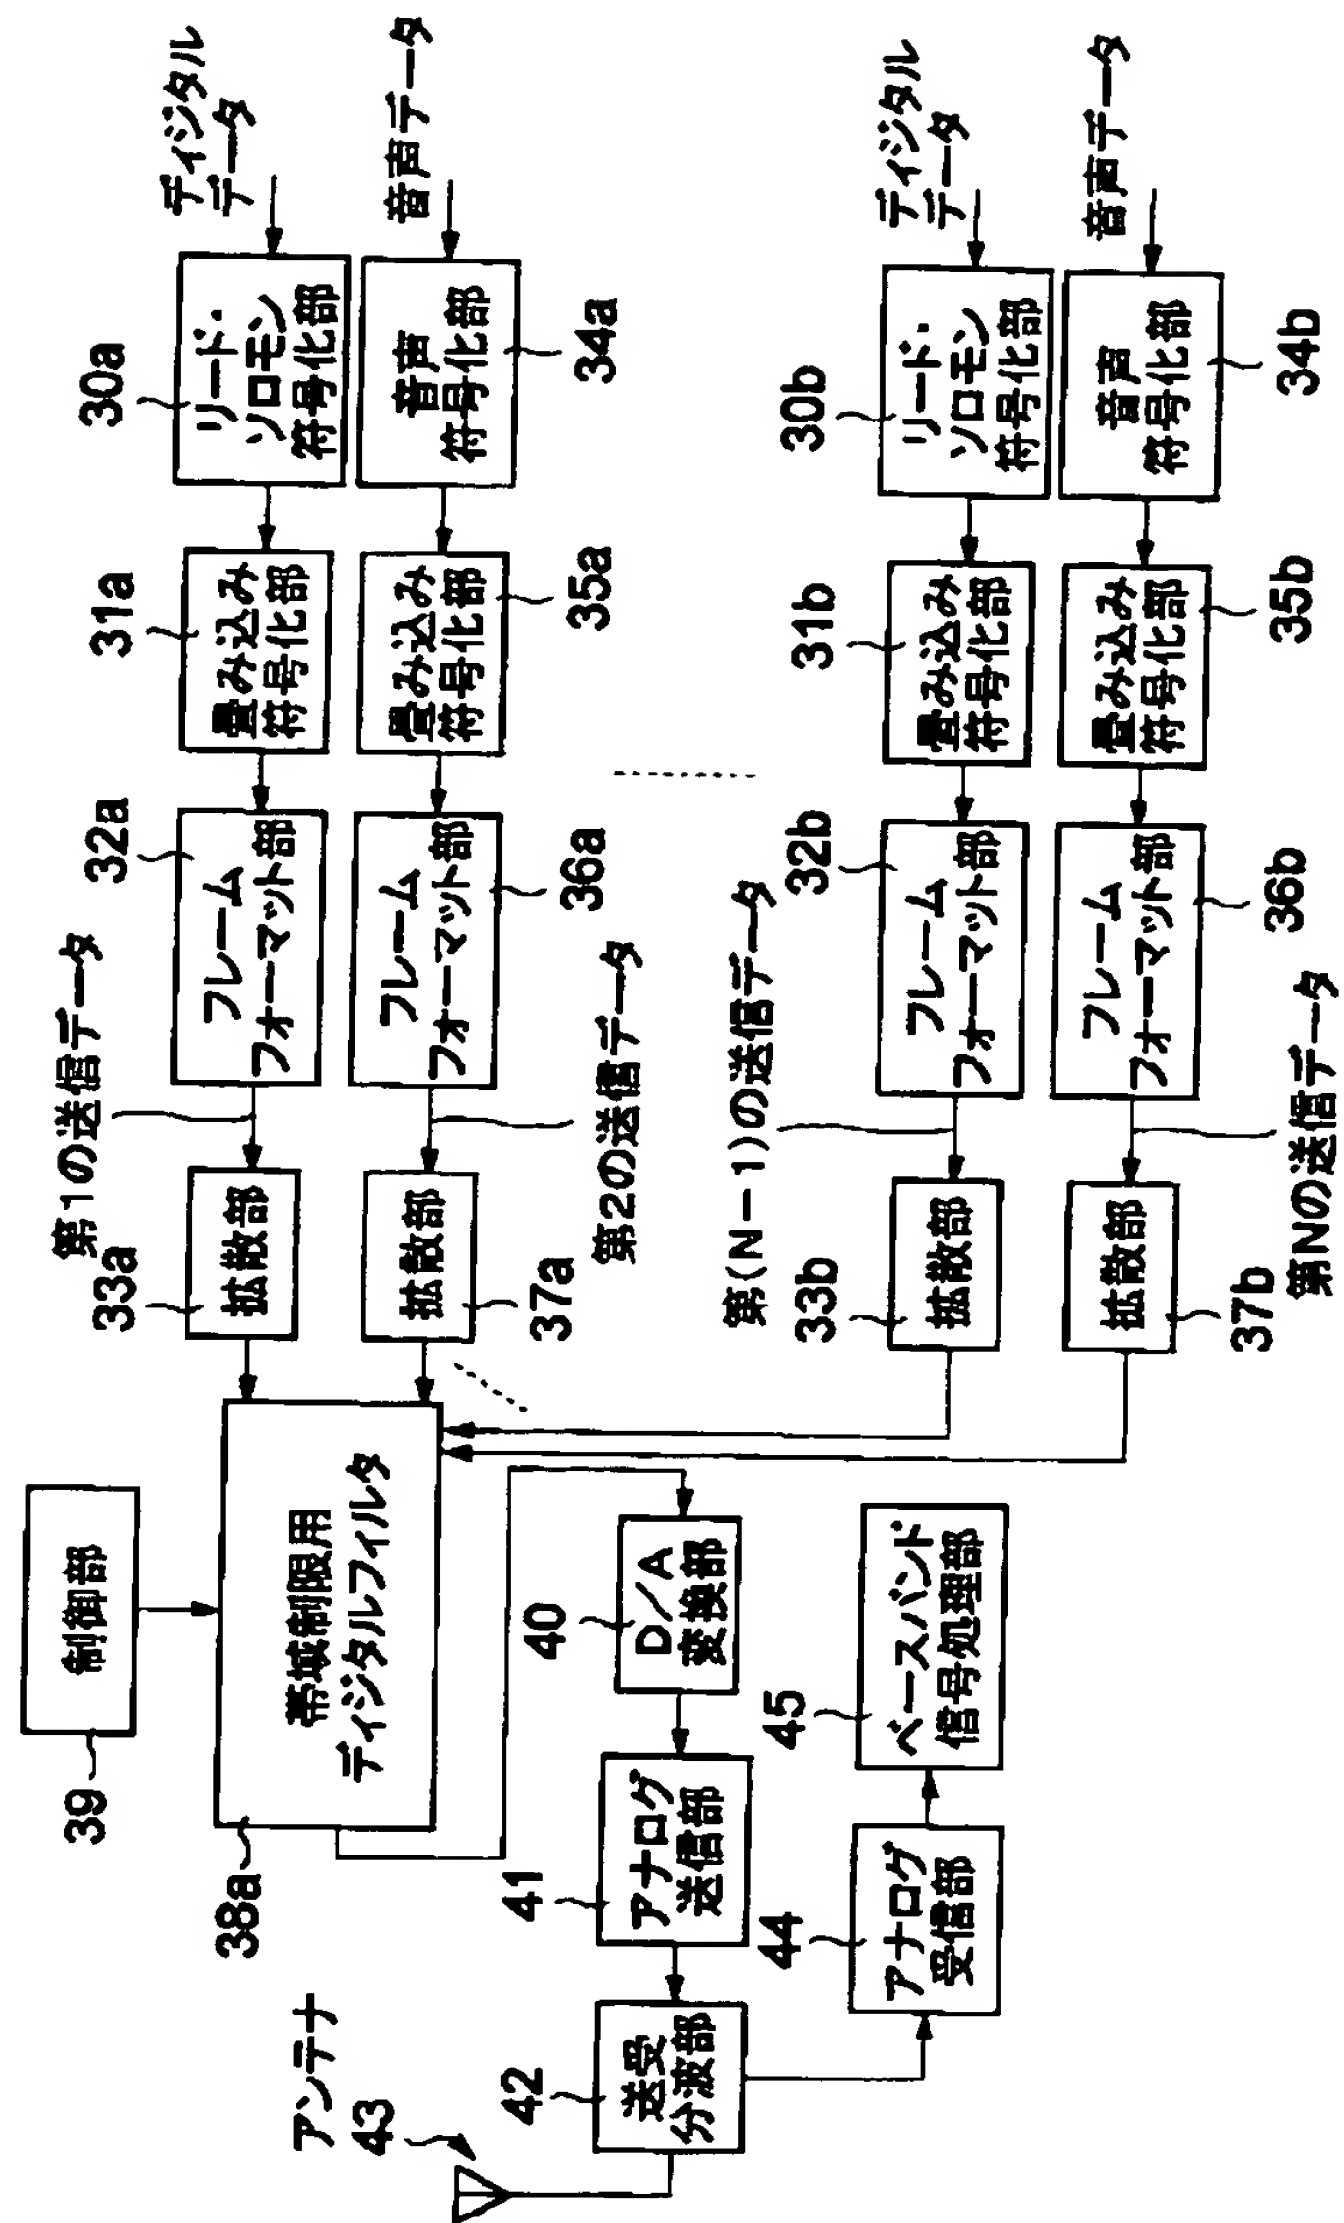 アンテナ
43
38a
39
制御部
帯域制限用
ディジタルフィルタ
33a
拡散部
第1の送信データ
32a
フレーム
フォーマット部
31a
畳み込み
符号化部
30a
リード・
ソロモン
符号化部
ディジタル
データ
拡散部
37a
第2の送信データ
フレーム
フォーマット部
36a
畳み込み
符号化部
35a
音声
符号化部
34a
音声データ
42
送受
分波部
41
アナログ
送信部
40
D/A
変換部
44
アナログ
受信部
45
ベースバンド
信号処理部
第(N-1)の送信データ
33b
拡散部
32b
フレーム
フォーマット部
31b
畳み込み
符号化部
30b
リード・
ソロモン
符号化部
ディジタル
データ
拡散部
37b
第Nの送信データ
フレーム
フォーマット部
36b
畳み込み
符号化部
35b
音声
符号化部
34b
音声データ